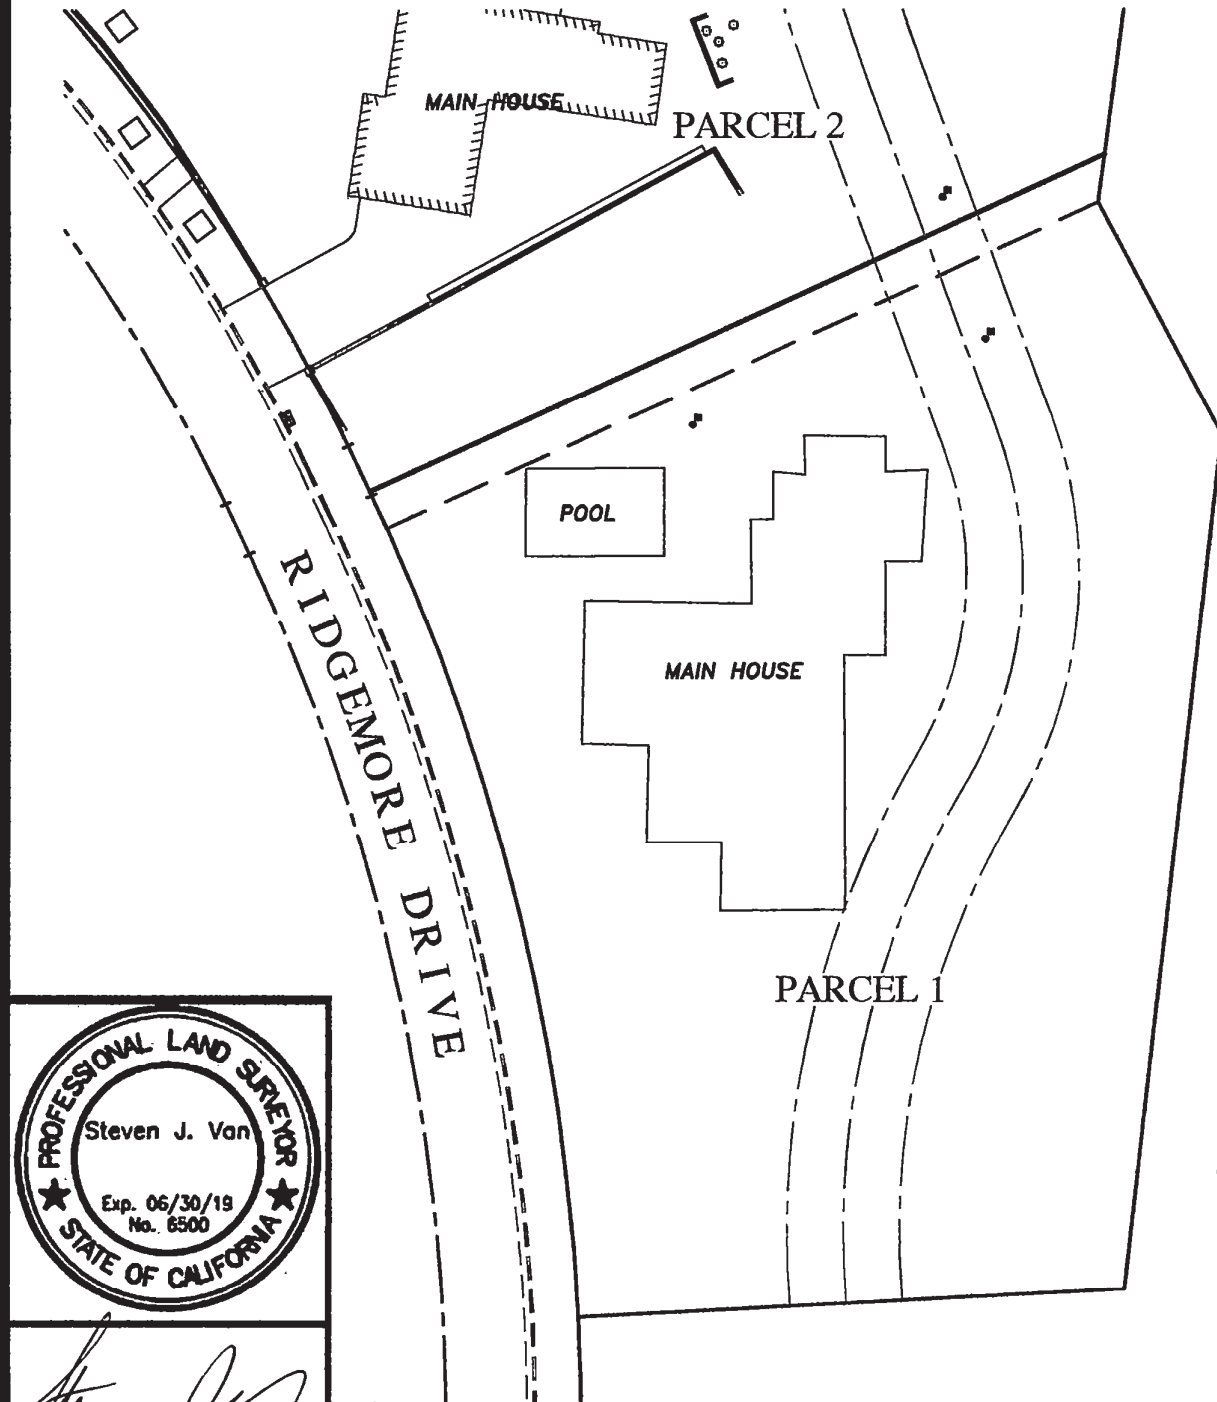 MAIN HOUSE
PARCEL 2
POOL
RIDGEMORE DRIVE
MAIN HOUSE
PARCEL 1
PROFESSIONAL LAND SURVEYOR
Steven J. Van
Exp. 06/30/19
No. 6500
STATE OF CALIFORNIA